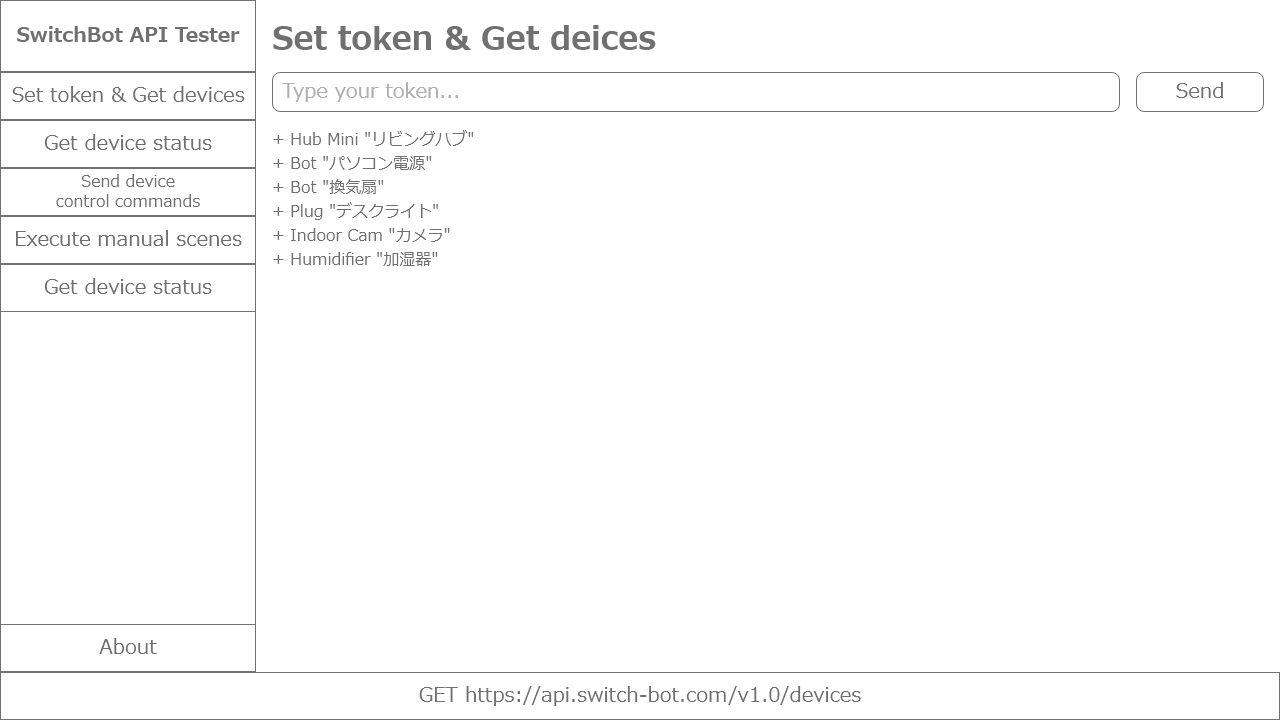 SwitchBot API Tester
Set token & Get devices
Get device status
Send device
control commands
Execute manual scenes
Get device status
About
Set token & Get deices
Type your token...
Send
+ Hub Mini "リビングハブ"
+ Bot "パソコン電源"
+ Bot "換気扇"
+ Plug "デスクライト"
+ Indoor Cam "カメラ"
+ Humidifier "加湿器"
GET https://api.switch-bot.com/v1.0/devices